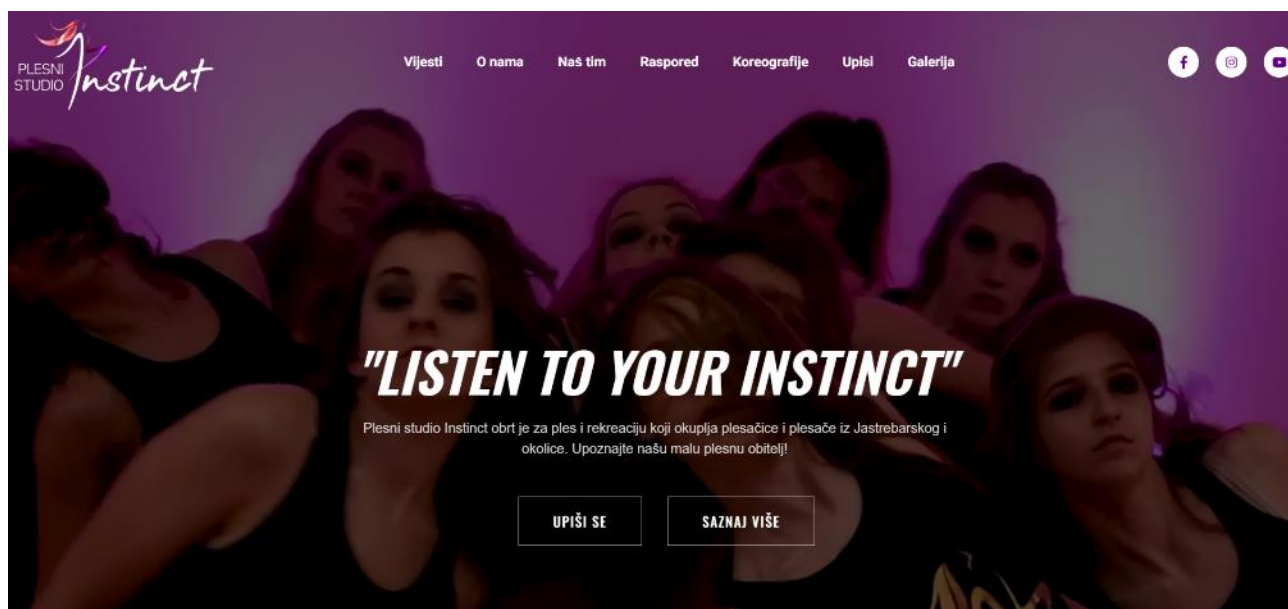 PLESNI
STUDIO
Instinct
Vijesti O nama Naš tim Raspored Koreografije Upisi Galerija
"LISTEN TO YOUR INSTINCT"
Plesni studio Instinct obrt je za ples i rekreaciju koji okuplja plesačice i plesače iz Jastrebarskog i
okolice. Upoznajte našu malu plesnu obitelj!
UPIŠI SE SAZNAJ VIŠE